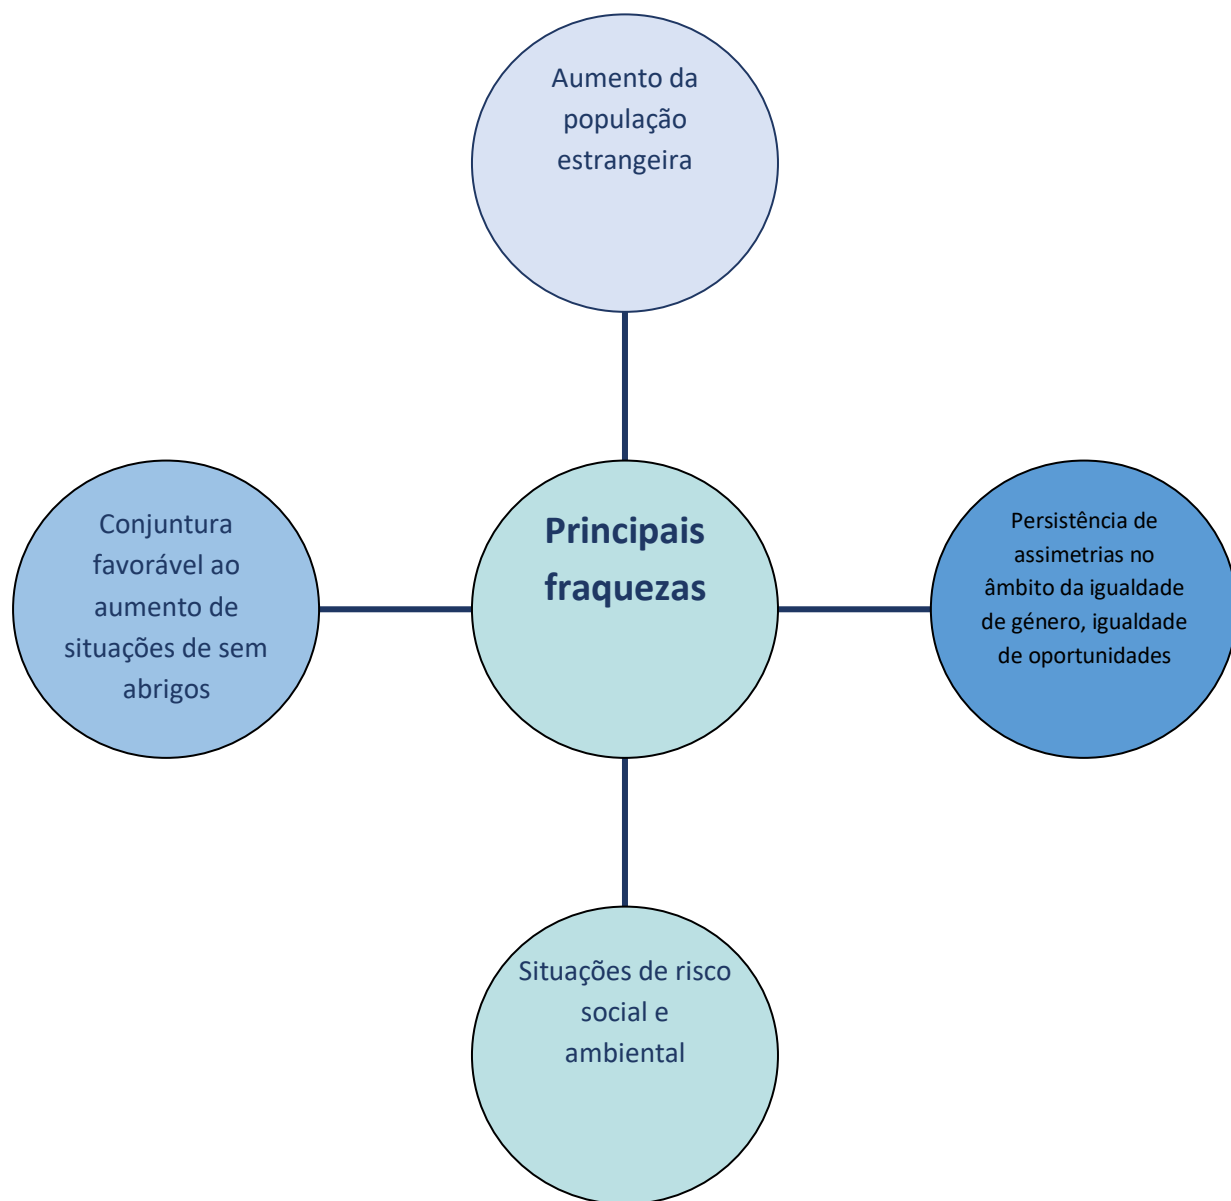 Aumento da
população
estrangeira
Conjuntura
favorável ao
aumento de
situações de sem
abrigos
Principais
fraquezas
Persistência de
assimetrias no
âmbito da igualdade
de género, igualdade
de oportunidades
Situações de risco
social e
ambiental